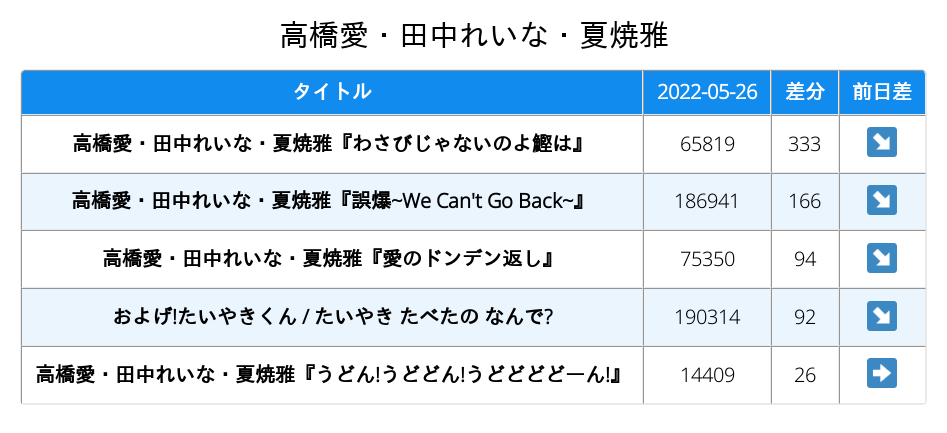 高橋愛・田中れいな・夏焼雅
タイトル 2022-05-26 差分 前日差
高橋愛・田中れいな・夏焼雅『わさびじゃないのよ鰹は』 65819 333 ↘
高橋愛・田中れいな・夏焼雅『誤爆~We Can't Go Back~』 186941 166 ↘
高橋愛・田中れいな・夏焼雅『愛のドンデン返し』 75350 94 ↘
およげ!たいやきくん / たいやき たべたの なんで? 190314 92 ↘
高橋愛・田中れいな・夏焼雅『うどん!うどどん!うどどどどーん!』 14409 26 ➡